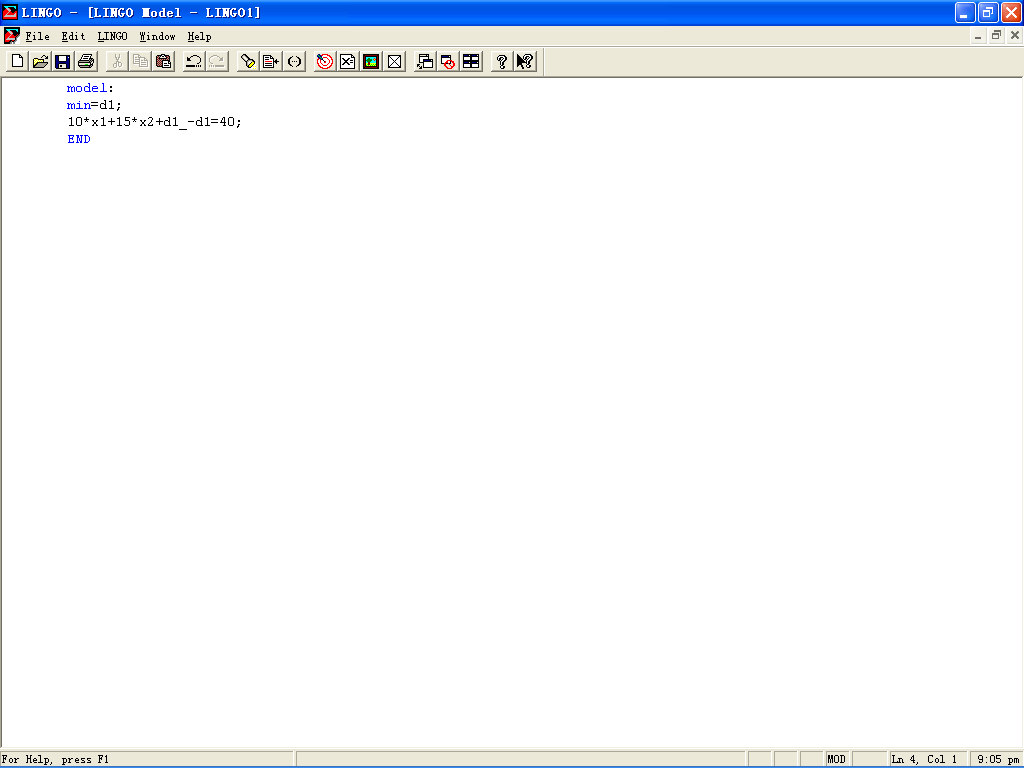 LINGO - [LINGO Model - LINGO1]
File Edit LINGO Window Help
model:
min=d1;
10*x1+15*x2+d1_-d1=40;
END
For Help, press F1 MOD Ln 4, Col 1 9:05 pm